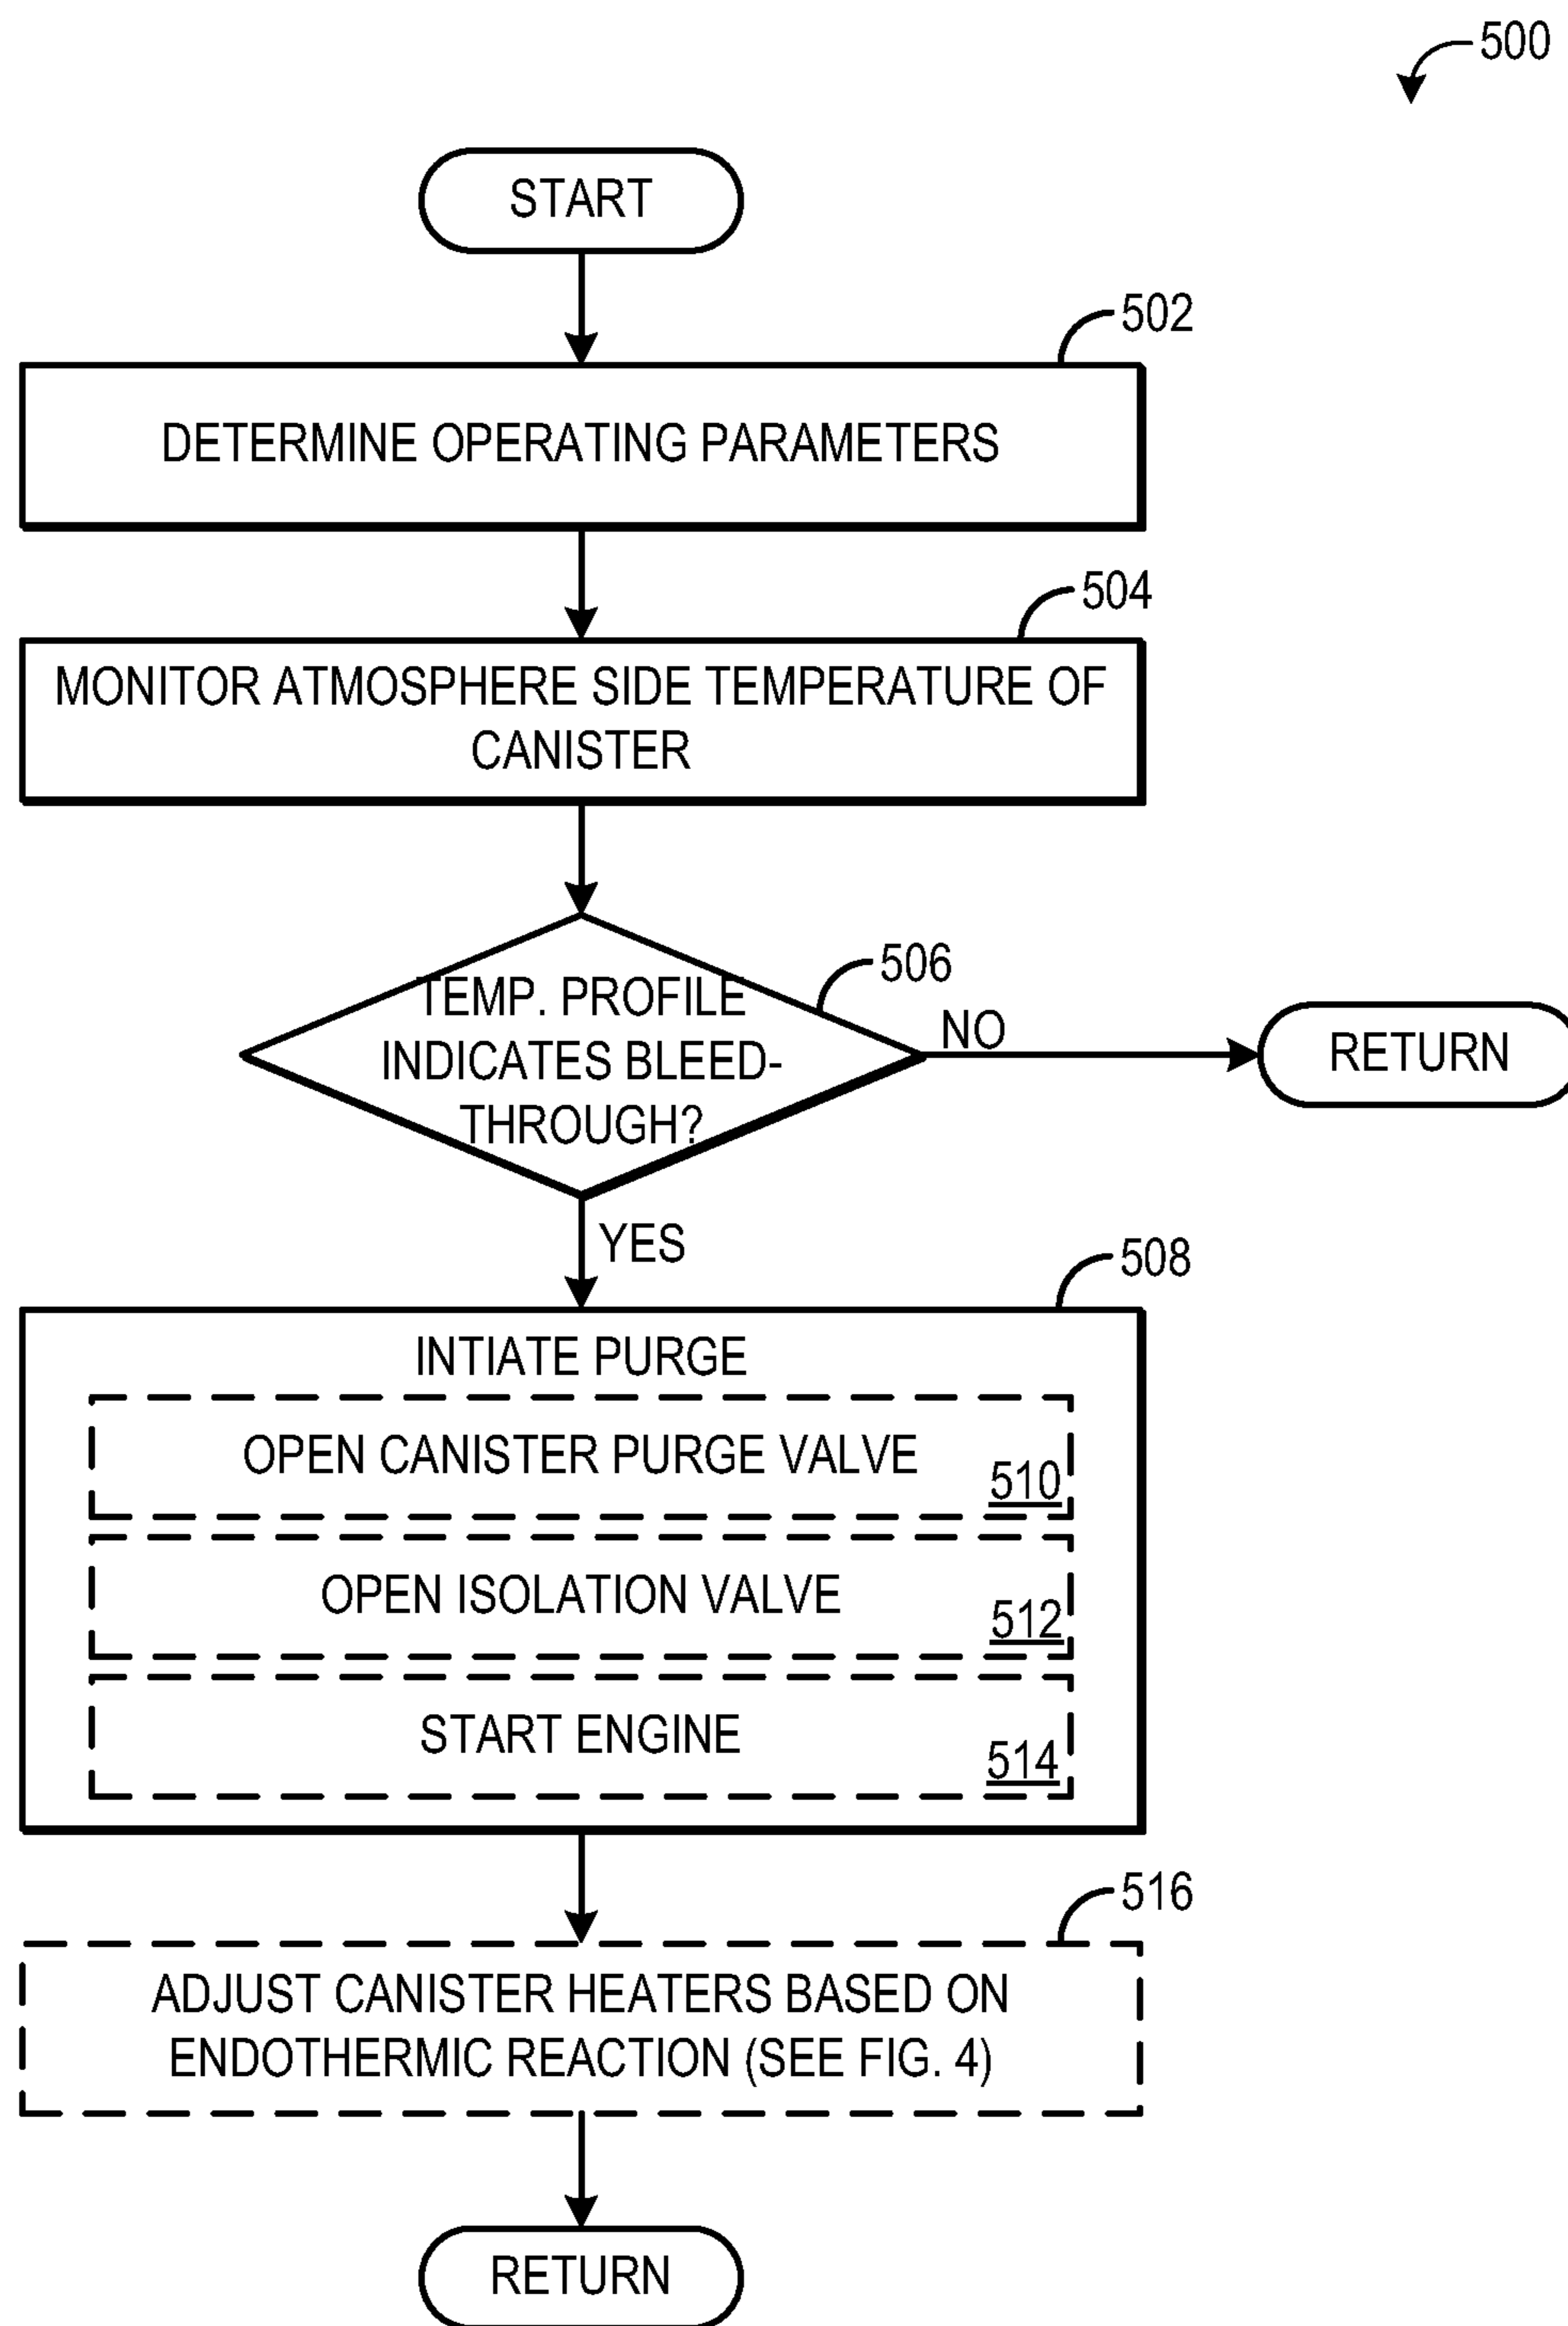 500
START
502
DETERMINE OPERATING PARAMETERS
504
MONITOR ATMOSPHERE SIDE TEMPERATURE OF
CANISTER
506
TEMP. PROFILE
INDICATES BLEED-
THROUGH?
NO
RETURN
YES
508
INTIATE PURGE
OPEN CANISTER PURGE VALVE
510
OPEN ISOLATION VALVE
512
START ENGINE
514
516
ADJUST CANISTER HEATERS BASED ON
ENDOTHERMIC REACTION (SEE FIG. 4)
RETURN